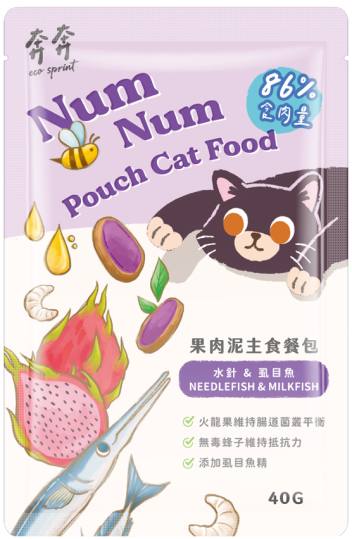 奔奔
eco sprint
Num
Num
Pouch Cat Food
86%
含肉量
果肉泥主食餐包
水針 & 虱目魚
NEEDLEFISH & MILKFISH
火龍果維持腸道菌叢平衡
無毒蜂子維持抵抗力
添加虱目魚精
40G